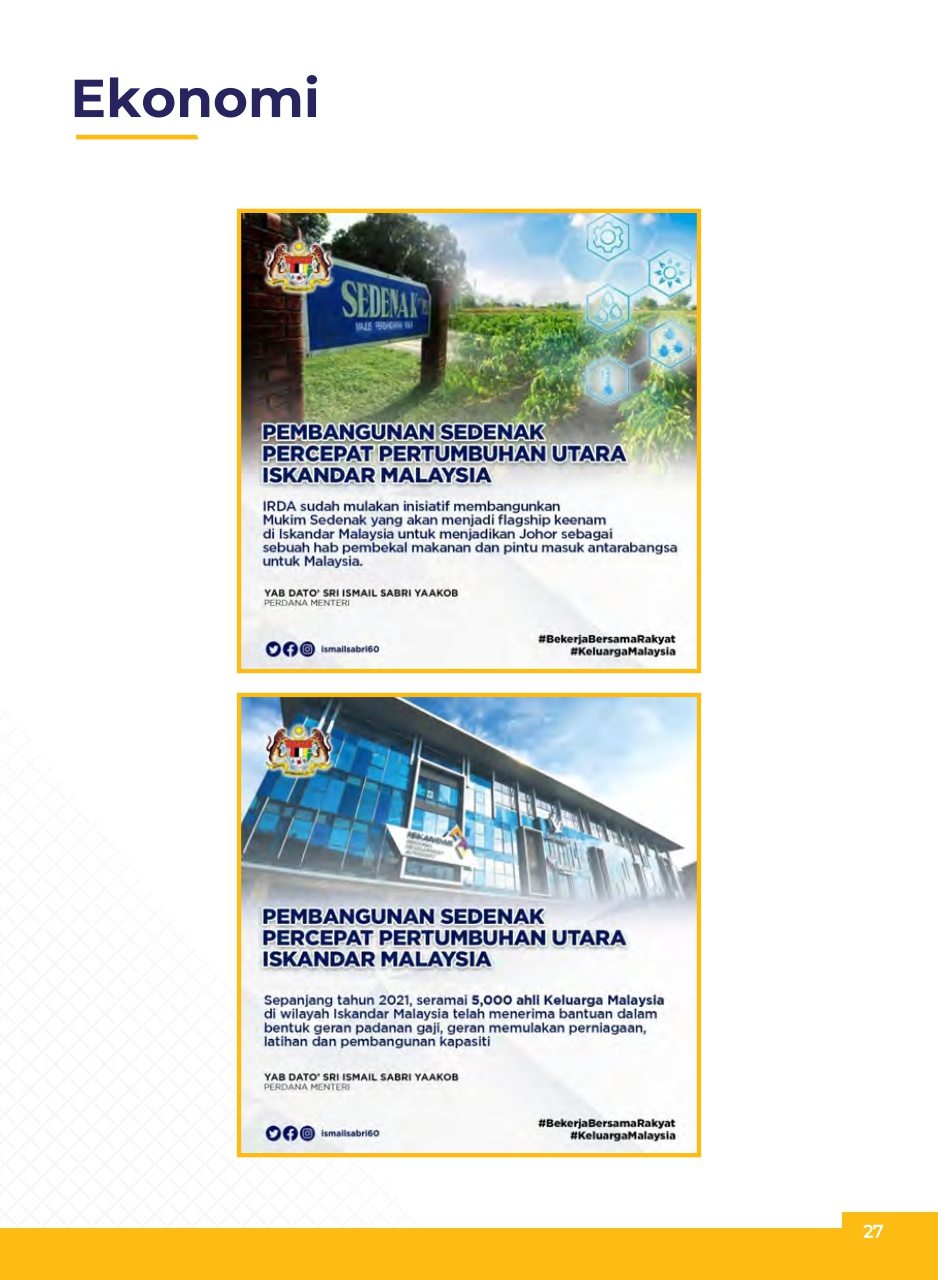 Ekonomi
SEDENAK
PEMBANGUNAN SEDENAK
PERCEPAT PERTUMBUHAN UTARA
ISKANDAR MALAYSIA
IRDA sudah mulakan inisiatif membangunkan
Mukim Sedenak yang akan menjadi flagship keenam
di Iskandar Malaysia untuk menjadikan Johor sebagai
sebuah hab pembekal makanan dan pintu masuk antarabangsa
untuk Malaysia.
YAB DATO' SRI ISMAIL SABRI YAAKOB
PERDANA MENTERI
ismailsabri60
#BekerjaBersamaRakyat
#KeluargaMalaysia
ISKANDAR
PEMBANGUNAN SEDENAK
PERCEPAT PERTUMBUHAN UTARA
ISKANDAR MALAYSIA
Sepanjang tahun 2021, seramai 5,000 ahli Keluarga Malaysia
di wilayah Iskandar Malaysia telah menerima bantuan dalam
bentuk geran padanan gaji, geran memulakan perniagaan,
latihan dan pembangunan kapasiti
YAB DATO' SRI ISMAIL SABRI YAAKOB
PERDANA MENTERI
ismailsabri60
#BekerjaBersamaRakyat
#KeluargaMalaysia
27